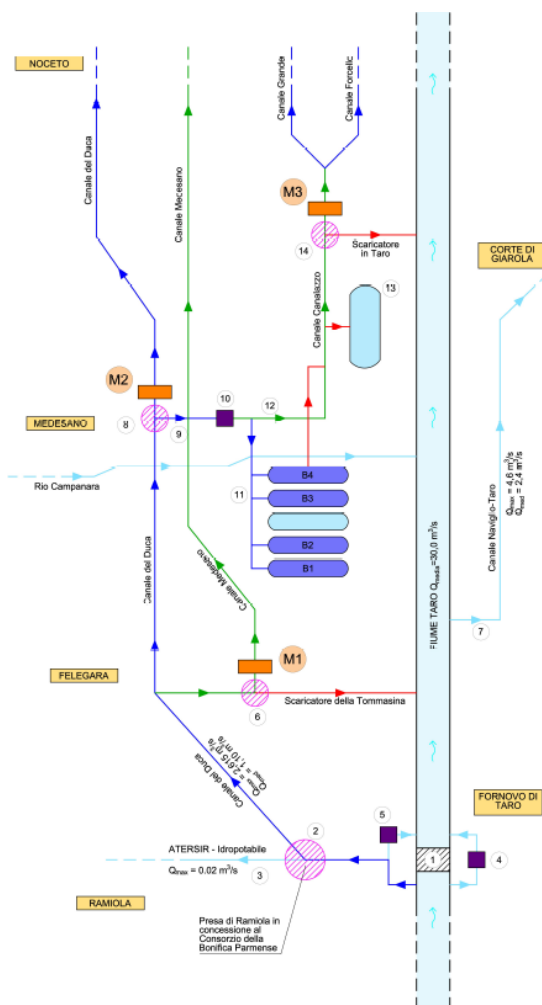 NOCETO
Canale Grande
Canale Forcelic
Canale del Duca
Canale Medesano
M3
14
Scaricatore
in Taro
CORTE DI
GIAROLA
13
Canale Canalazzo
M2
10
12
MEDESANO
8
9
Rio Campanara
11
B4
B3
B2
B1
Qmax = 4,6 m³/s
Qmed = 2,4 m³/s
Canale Naviglio-Taro
FIUME TARO Qmedia=30,0 m³/s
Canale del Duca
Canale Medesano
7
M1
FELEGARA
6
Scaricatore della Tommasina
Qmax = 2,615 m³/s
Qmed = 1,10 m³/s
Canale del Duca
FORNOVO DI
TARO
5
2
ATERSIR - Idropotabile
1
4
3
Qmax = 0.02 m³/s
RAMIOLA
Presa di Ramiola in
concessione al
Consorzio della
Bonifica Parmense